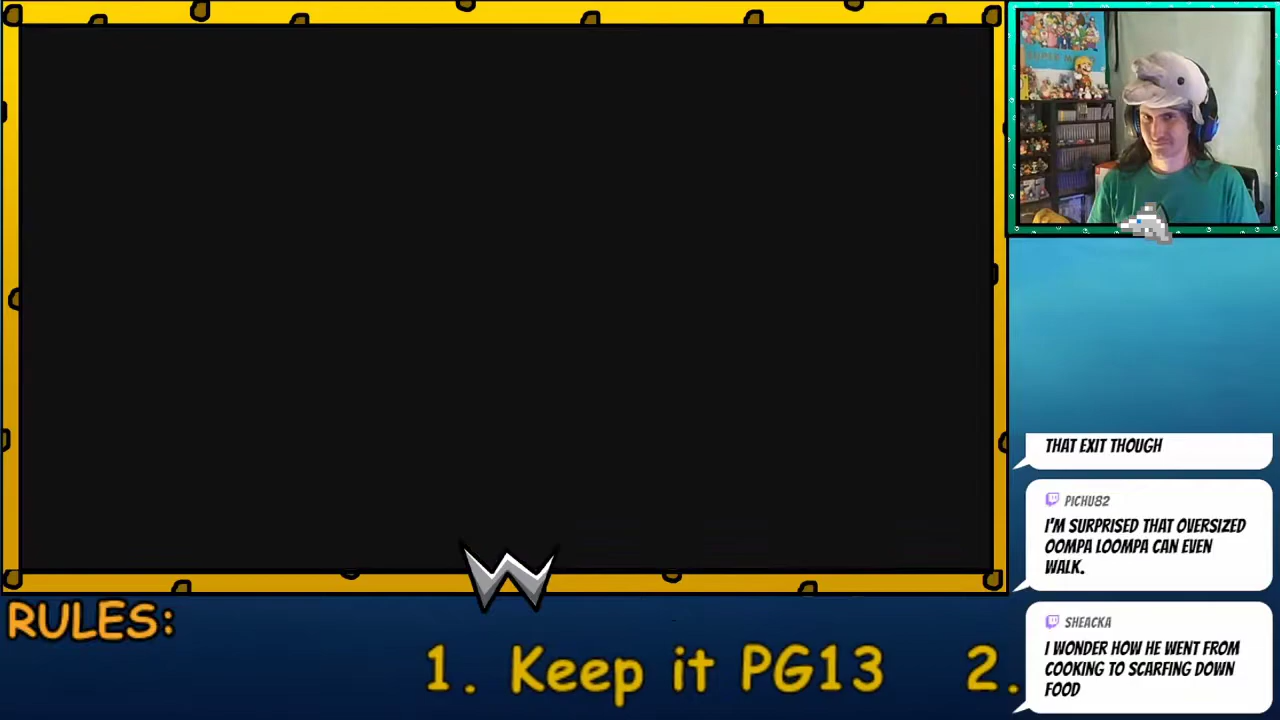 SUPER M
THAT EXIT THOUGH
PICHU82
I'M SURPRISED THAT OVERSIZED
OOMPA LOOMPA CAN EVEN
WALK.
SHEACKA
I WONDER HOW HE WENT FROM
COOKING TO SCARFING DOWN
FOOD
W
RULES:
1. Keep it PG13 2.